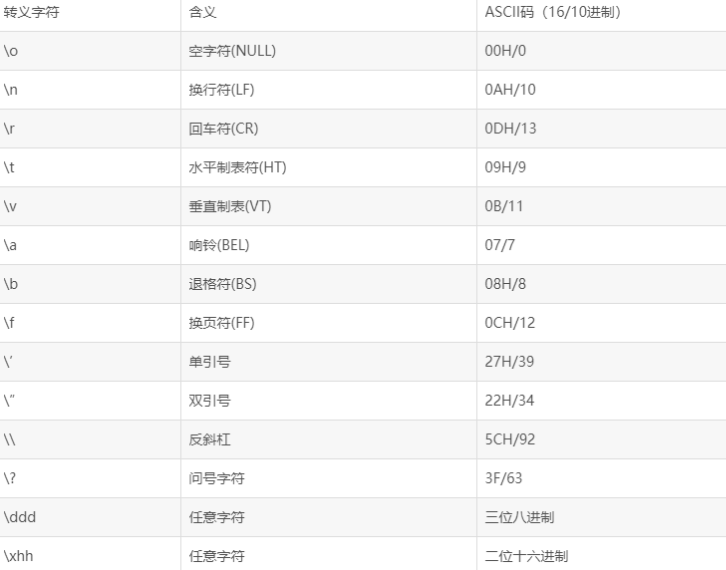 转义字符 含义 ASCII码（16/10进制）
\o 空字符(NULL) 00H/0
\n 换行符(LF) 0AH/10
\r 回车符(CR) 0DH/13
\t 水平制表符(HT) 09H/9
\v 垂直制表(VT) 0B/11
\a 响铃(BEL) 07/7
\b 退格符(BS) 08H/8
\f 换页符(FF) 0CH/12
\’ 单引号 27H/39
\” 双引号 22H/34
\\ 反斜杠 5CH/92
\? 问号字符 3F/63
\ddd 任意字符 三位八进制
\xhh 任意字符 二位十六进制